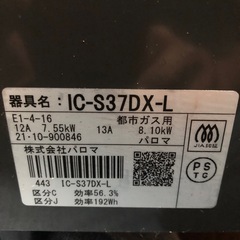 器具名: IC-S37DX-L
E1-4-16 都市ガス用
12A 7.55kW 13A 8.10kW
21·10-900846 パロマ
株式会社パロマ
443 IC-S37DX-L
区分C 効率56.3%
区分J 効率192Wh
JIA認証
PS
TG